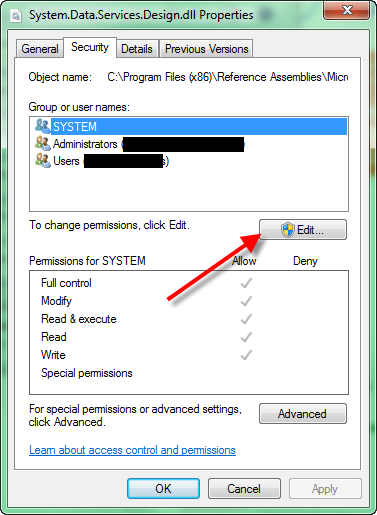 System.Data.Services.Design.dll Properties
General Security Details Previous Versions
Object name: C:\Program Files (x86)\Reference Assemblies\Micr
Group or user names:
SYSTEM
Administrators (
Users ( s)
To change permissions, click Edit.
Edit...
Permissions for SYSTEM Allow Deny
Full control
Modify
Read & execute
Read
Write
Special permissions
For special permissions or advanced settings,
click Advanced.
Advanced
Learn about access control and permissions
OK Cancel Apply